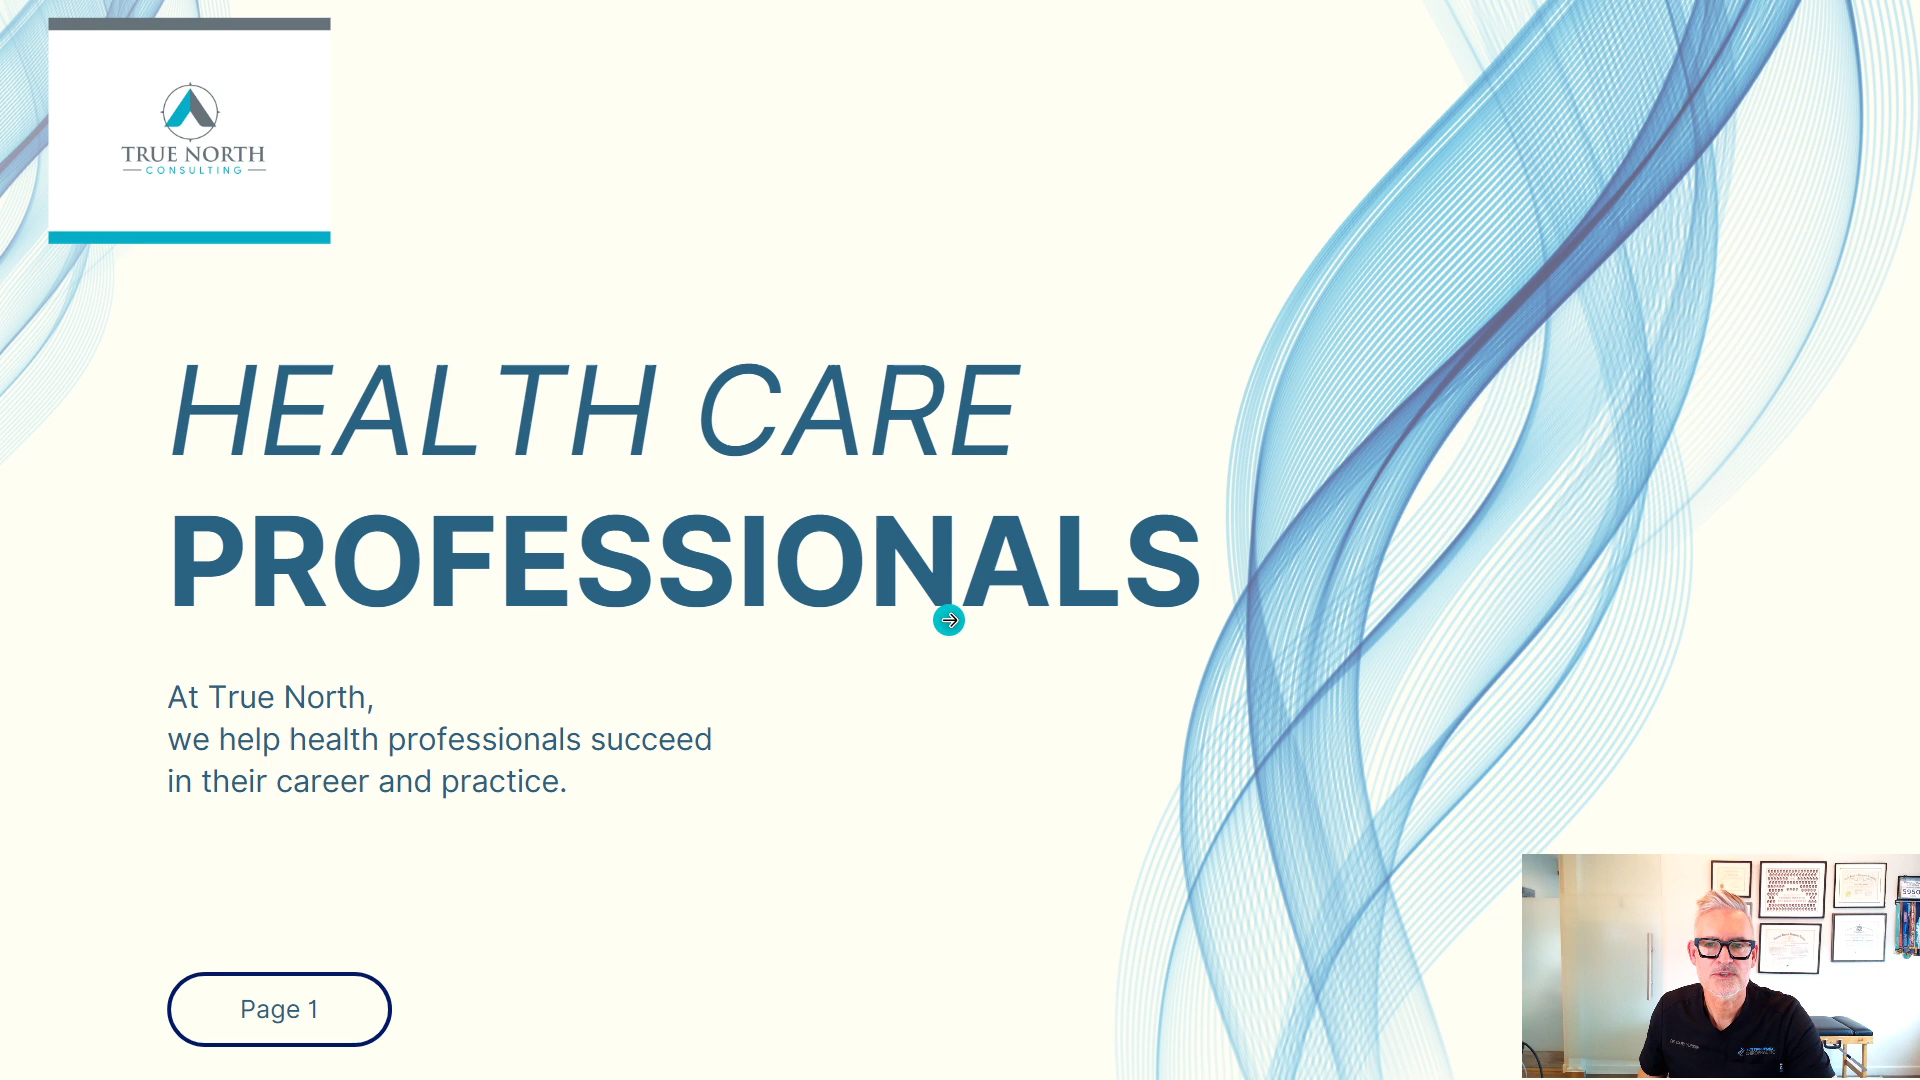 TRUE NORTH
CONSULTING
HEALTH CARE
PROFESSIONALS
At True North,
we help health professionals succeed
in their career and practice.
Page 1